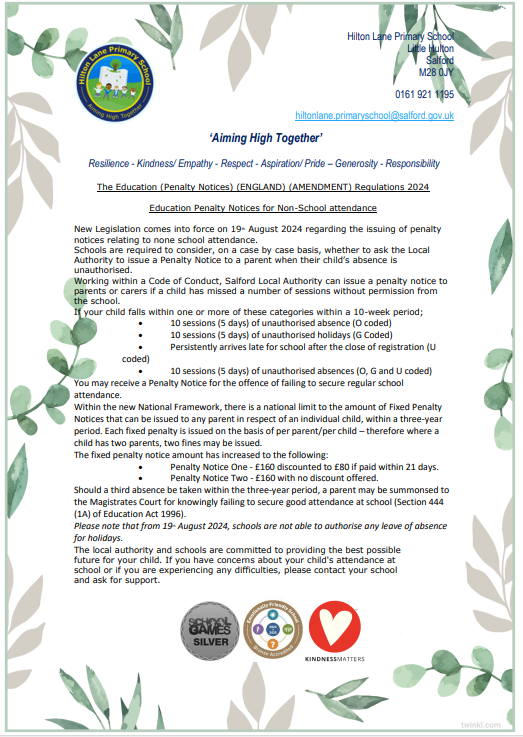 Hilton Lane Primary School
Little Hulton
Salford
M28 0JY
0161 921 1195
hiltonlane.primaryschool@salford.gov.uk
Hilton Lane Primary School
Aiming High Together
‘Aiming High Together’
Resilience - Kindness/ Empathy - Respect - Aspiration/ Pride – Generosity - Responsibility
The Education (Penalty Notices) (ENGLAND) (AMENDMENT) Regulations 2024
Education Penalty Notices for Non-School attendance
New Legislation comes into force on 19th August 2024 regarding the issuing of penalty
notices relating to none school attendance.
Schools are required to consider, on a case by case basis, whether to ask the Local
Authority to issue a Penalty Notice to a parent when their child’s absence is
unauthorised.
Working within a Code of Conduct, Salford Local Authority can issue a penalty notice to
parents or carers if a child has missed a number of sessions without permission from
the school.
If your child falls within one or more of these categories within a 10-week period;
• 10 sessions (5 days) of unauthorised absence (O coded)
• 10 sessions (5 days) of unauthorised holidays (G Coded)
• Persistently arrives late for school after the close of registration (U
coded)
• 10 sessions (5 days) of unauthorised absences (O, G and U coded)
You may receive a Penalty Notice for the offence of failing to secure regular school
attendance.
Within the new National Framework, there is a national limit to the amount of Fixed Penalty
Notices that can be issued to any parent in respect of an individual child, within a three-year
period. Each fixed penalty is issued on the basis of per parent/per child – therefore where a
child has two parents, two fines may be issued.
The fixed penalty notice amount has increased to the following:
• Penalty Notice One - £160 discounted to £80 if paid within 21 days.
• Penalty Notice Two - £160 with no discount offered.
Should a third absence be taken within the three-year period, a parent may be summonsed to
the Magistrates Court for knowingly failing to secure good attendance at school (Section 444
(1A) of Education Act 1996).
Please note that from 19th August 2024, schools are not able to authorise any leave of absence
for holidays.
The local authority and schools are committed to providing the best possible
future for your child. If you have concerns about your child's attendance at
school or if you are experiencing any difficulties, please contact your school
and ask for support.
SCHOOL
GAMES
SILVER
Emotionally Friendly School
Bronze Accredited
KINDNESSMATTERS
twinkl.com